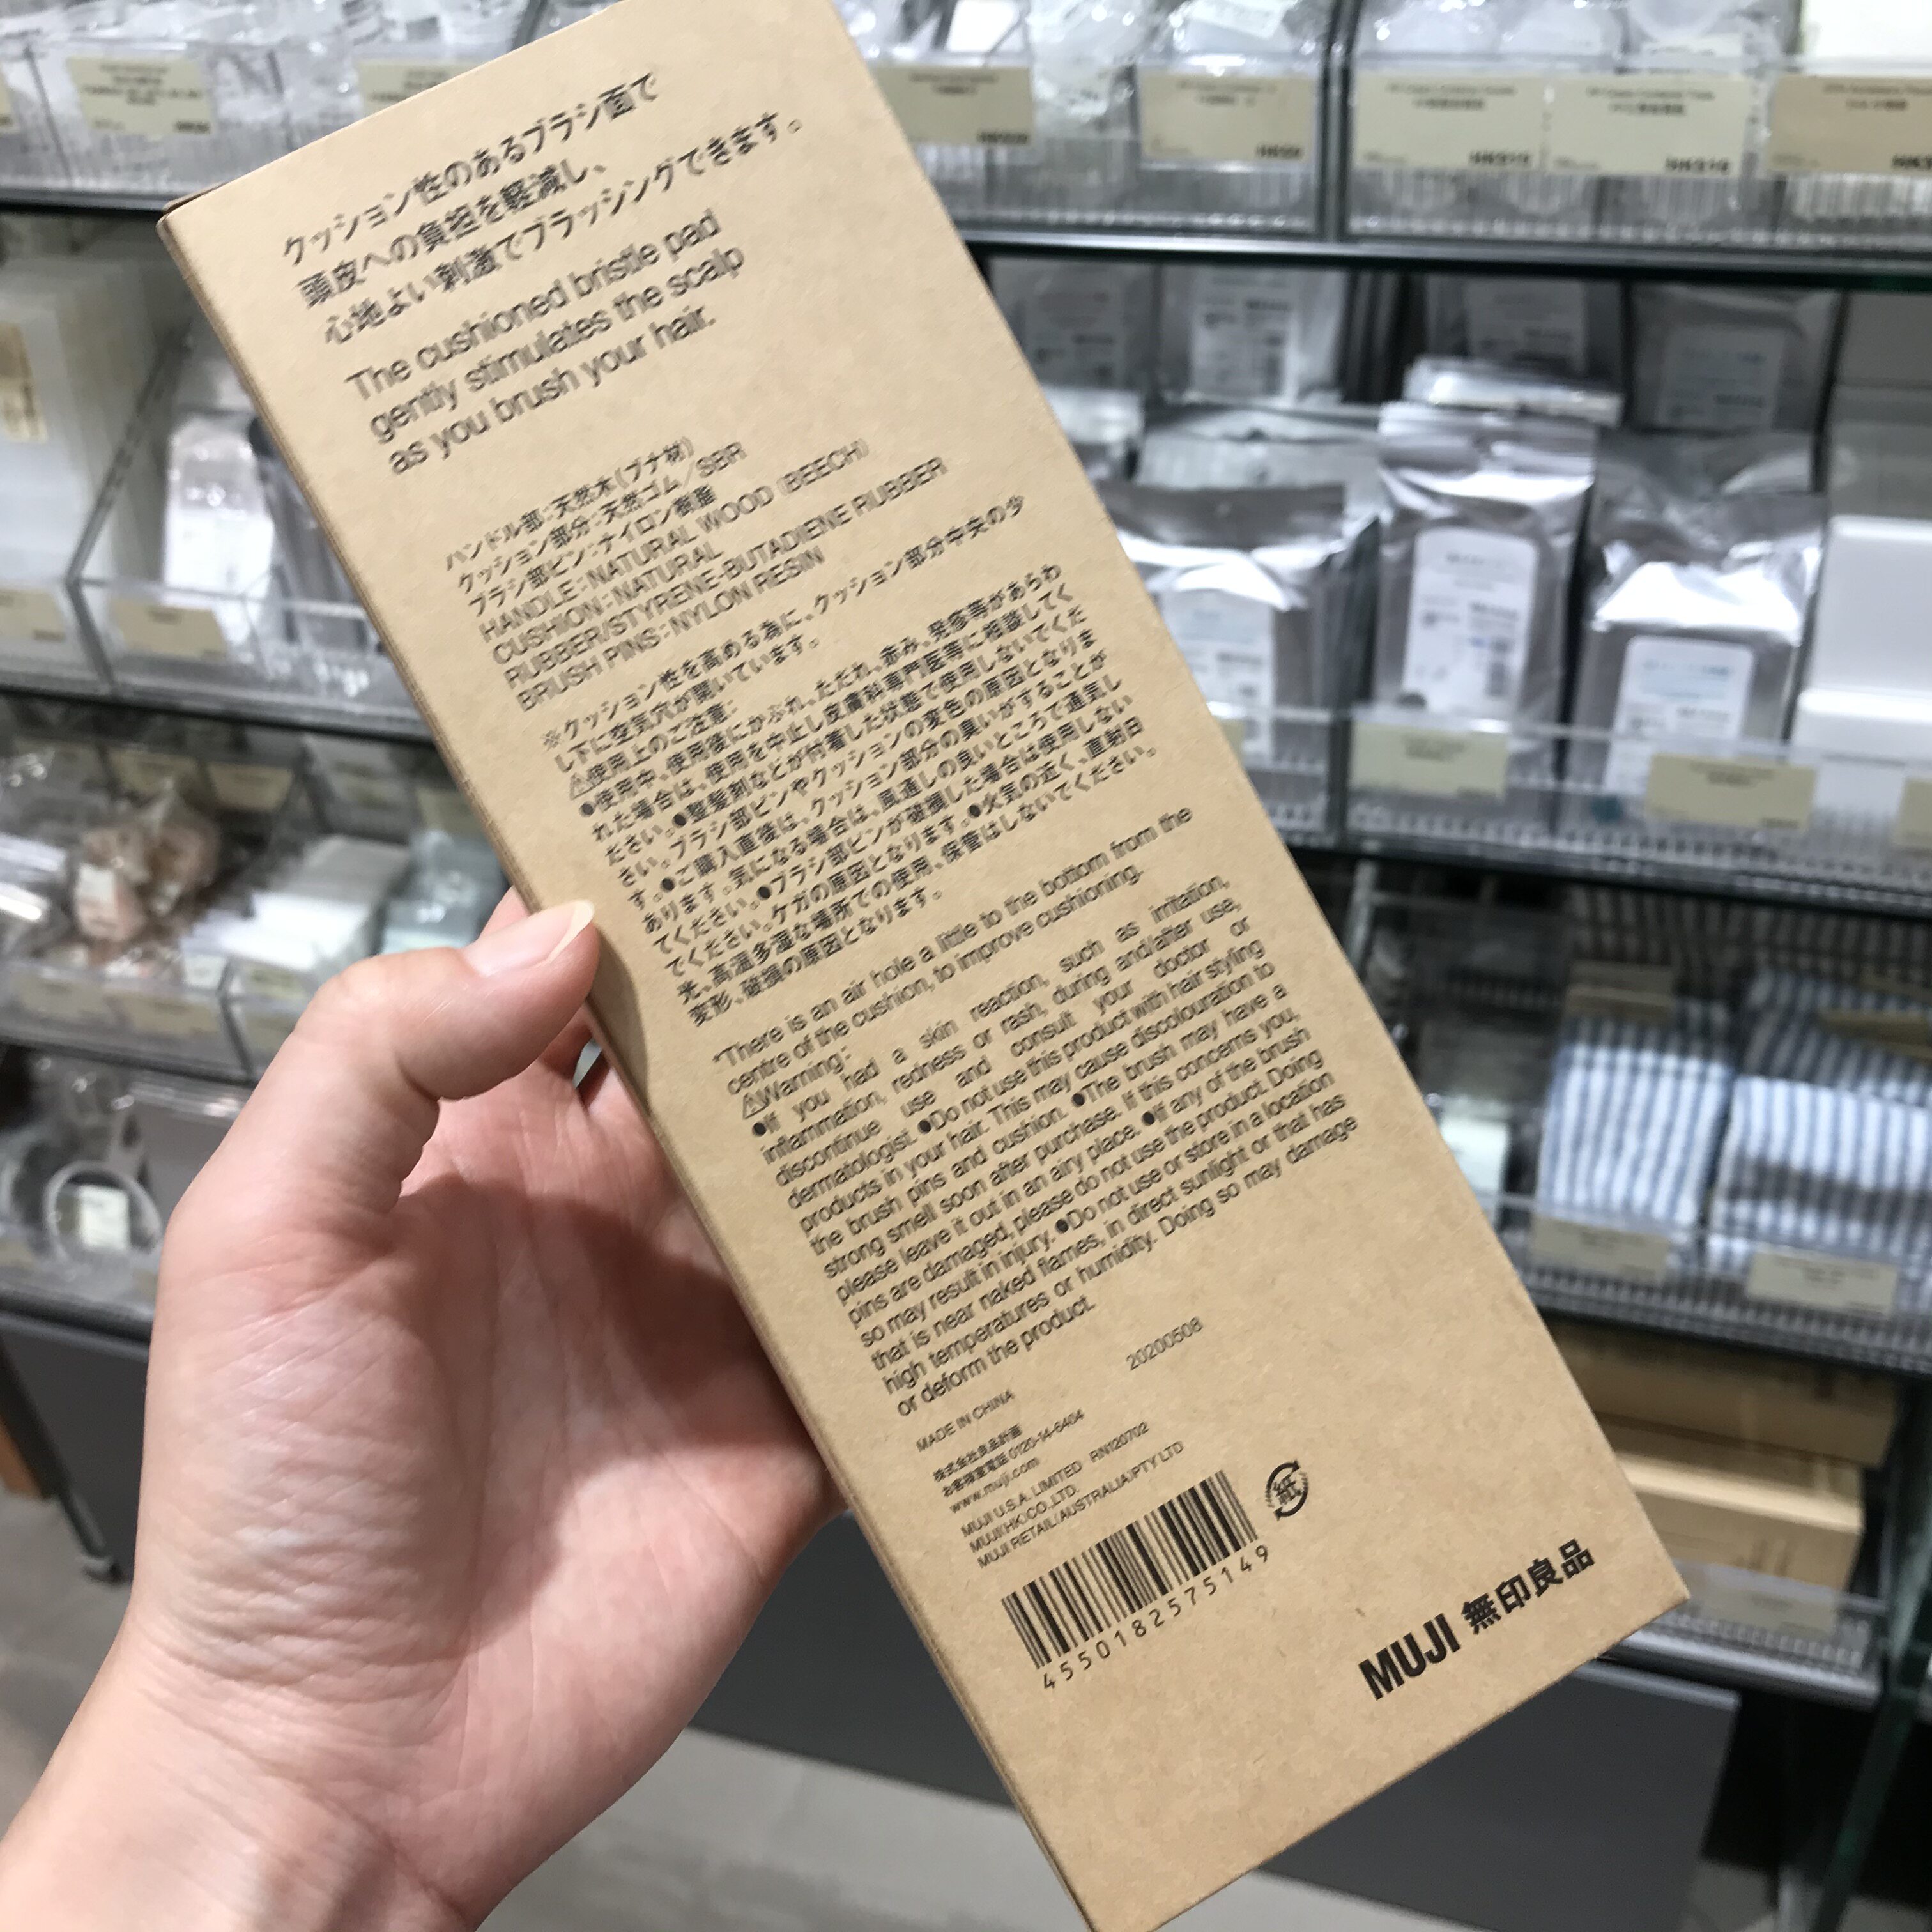 クッション性のあるブラシ面で
頭皮への負担を軽減し、
心地よい刺激でブラッシングできます。
The cushioned bristle pad
gently stimulates the scalp
as you brush your hair.
ハンドル部:天然木(ブナ材)
クッション部分:天然ゴム/SBR
ブラシ部ピン:ナイロン樹脂
HANDLE: NATURAL WOOD (BEECH)
CUSHION: NATURAL
RUBBER/STYRENE-BUTADIENE RUBBER
BRUSH PINS: NYLON RESIN
※クッション性を高める為に、クッション部分中央の少
し下に空気穴が開いています。
⚠使用上のご注意:
●使用中、使用後にかぶれ、ただれ、赤み、発疹等があらわ
れた場合は、使用を中止し皮膚科専門医等に相談してく
ださい。●整髪剤などが付着した状態で使用しないでくだ
さい。ブラシ部ピンやクッションの変色の原因となりま
す。●ご購入直後は、クッション部分の臭いがすることが
あります。気になる場合は、風通しの良いところで通気し
てください。●ブラシ部ピンが破損した場合は使用しない
でください。ケガの原因となります。●火気の近く、直射日
光、高温多湿な場所での使用、保管はしないでください。
変形、破損の原因となります。
*There is an air hole a little to the bottom from the
centre of the cushion, to improve cushioning.
⚠Warning:
●If you had a skin reaction, such as irritation,
inflammation, redness or rash, during and/after use,
discontinue use and consult your doctor or
dermatologist. ●Do not use this product with hair styling
products in your hair. This may cause discolouration to
the brush pins and cushion. ●The brush may have a
strong smell soon after purchase. If this concerns you,
please leave it out in an airy place. ●If any of the brush
pins are damaged, please do not use the product. Doing
so may result in injury. ●Do not use or store in a location
that is near naked flames, in direct sunlight or that has
high temperatures or humidity. Doing so may damage
or deform the product.
20200508
MADE IN CHINA
株式会社良品計画
お客様室電話 0120-14-6404
www.muji.com
MUJI U.S.A. LIMITED RN120702
MUJI(HK)CO.,LTD.
MUJI RETAIL(AUSTRALIA)PTY LTD
紙
4550182575149
MUJI 無印良品